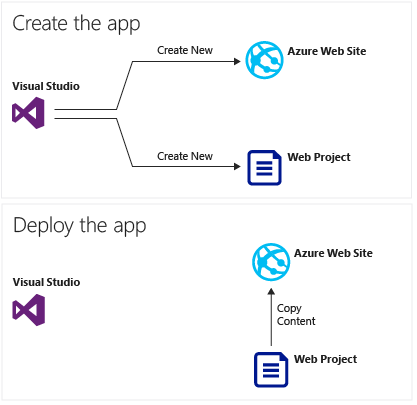 Create the app
Create New
Azure Web Site
Visual Studio
Create New
Web Project
Deploy the app
Azure Web Site
Visual Studio
Copy
Content
Web Project